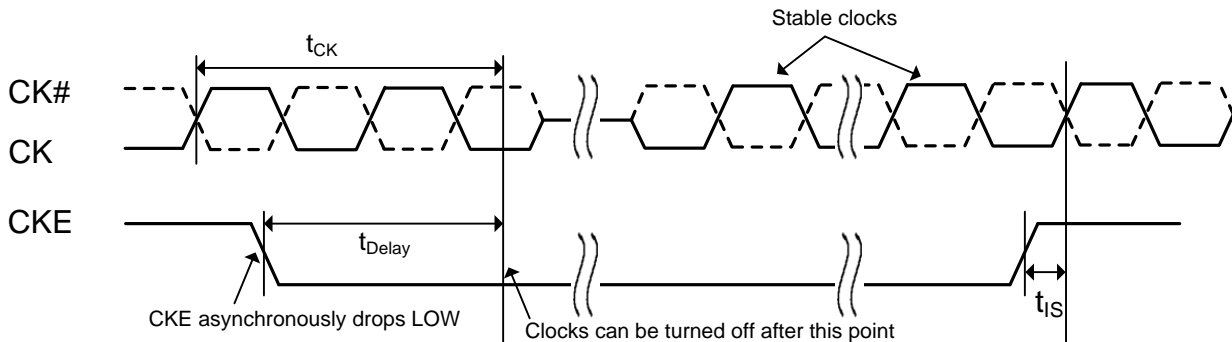 Stable clocks
tCK
CK#
CK
CKE
tDelay
tIS
CKE asynchronously drops LOW
Clocks can be turned off after this point